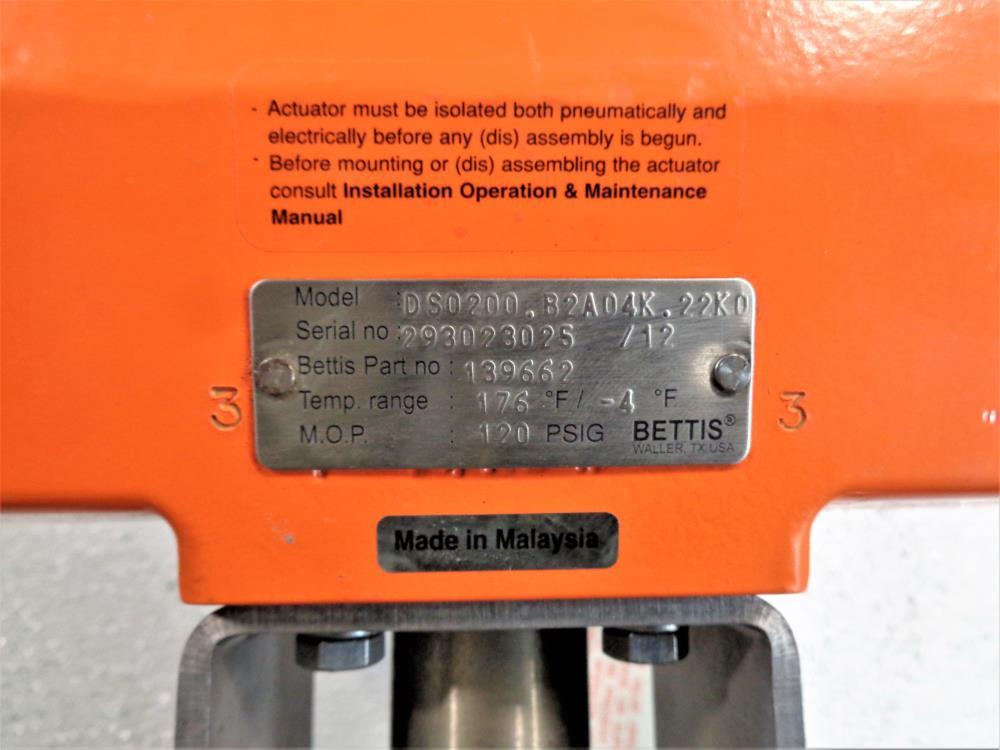 - Actuator must be isolated both pneumatically and
electrically before any (dis) assembly is begun.
- Before mounting or (dis) assembling the actuator
consult Installation Operation & Maintenance
Manual
Model : DS0200.B2A04K.22K0
Serial no : 293023025 /12
Bettis Part no : 139662
3 Temp. range : 176 °F / -4 °F 3
M.O.P. : 120 PSIG BETTIS®
WALLER, TX USA
Made in Malaysia